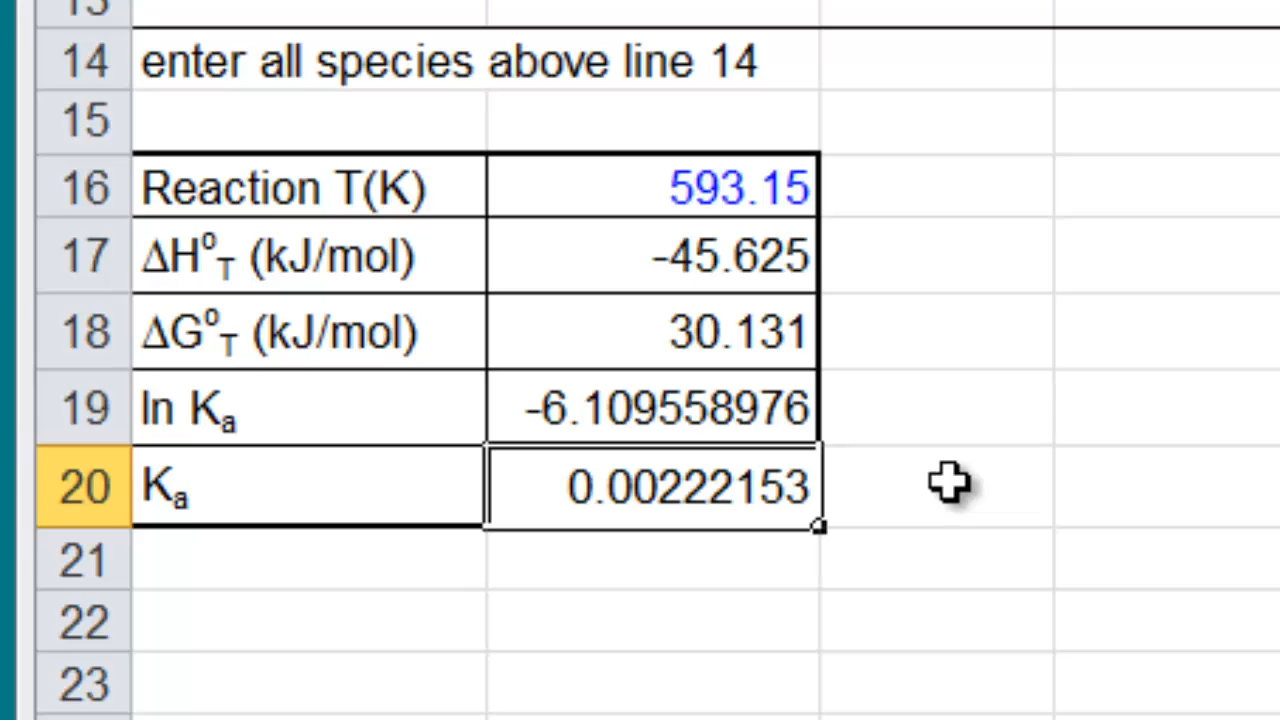 13
14 enter all species above line 14
15
16 Reaction T(K) 593.15
17 ΔH°T (kJ/mol) -45.625
18 ΔG°T (kJ/mol) 30.131
19 ln Ka -6.109558976
20 Ka 0.00222153
21
22
23